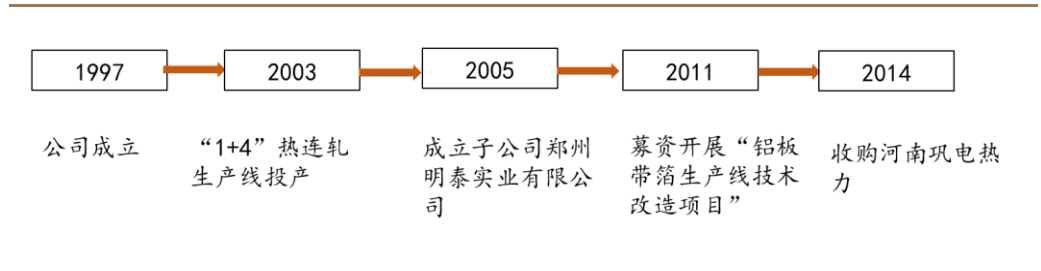 1997
2003
2005
2011
2014
公司成立
“1+4”热连轧
生产线投产
成立子公司郑州
明泰实业有限公
司
募资开展“铝板
带箔生产线技术
改造项目”
收购河南巩电热
力